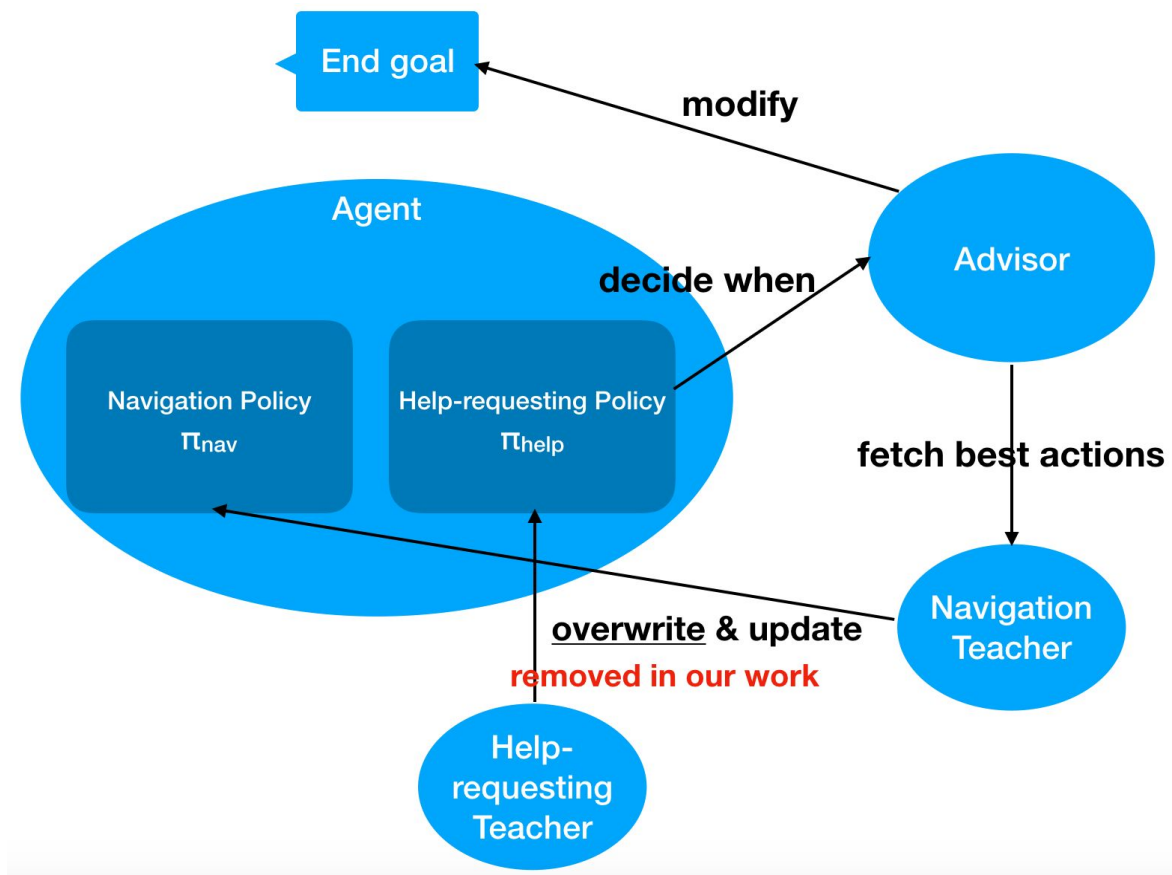 End goal
modify
Agent
Advisor
decide when
Navigation Policy
πnav
Help-requesting Policy
πhelp
fetch best actions
Navigation
Teacher
overwrite & update
removed in our work
Help-
requesting
Teacher